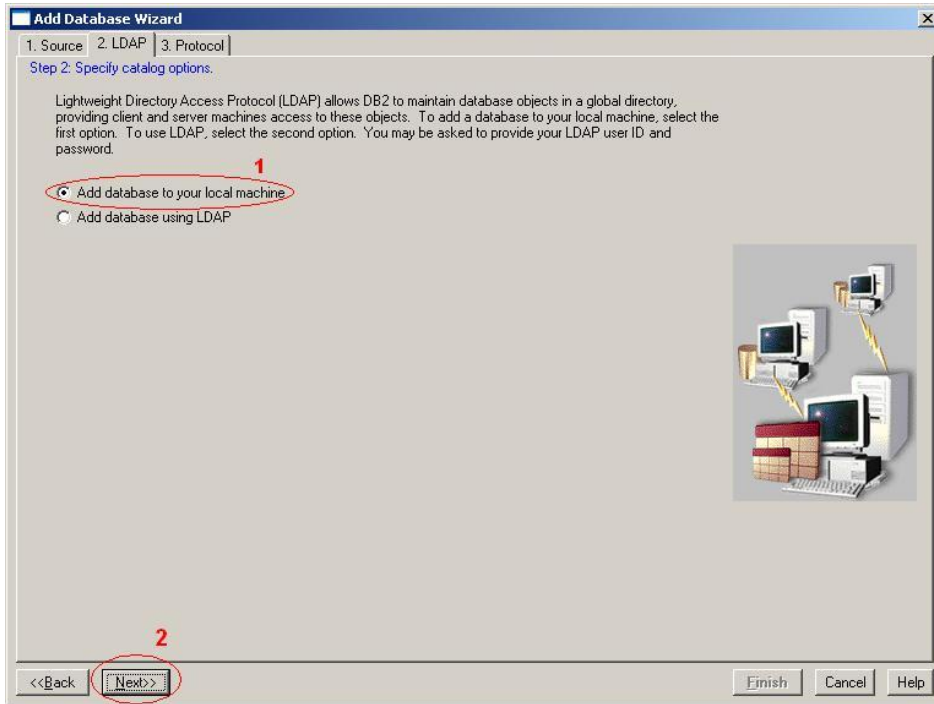 Add Database Wizard
1. Source 2. LDAP 3. Protocol
Step 2: Specify catalog options.
Lightweight Directory Access Protocol (LDAP) allows DB2 to maintain database objects in a global directory,
providing client and server machines access to these objects. To add a database to your local machine, select the
first option. To use LDAP, select the second option. You may be asked to provide your LDAP user ID and
password.
1
Add database to your local machine
Add database using LDAP
2
<<Back Next>> Finish Cancel Help